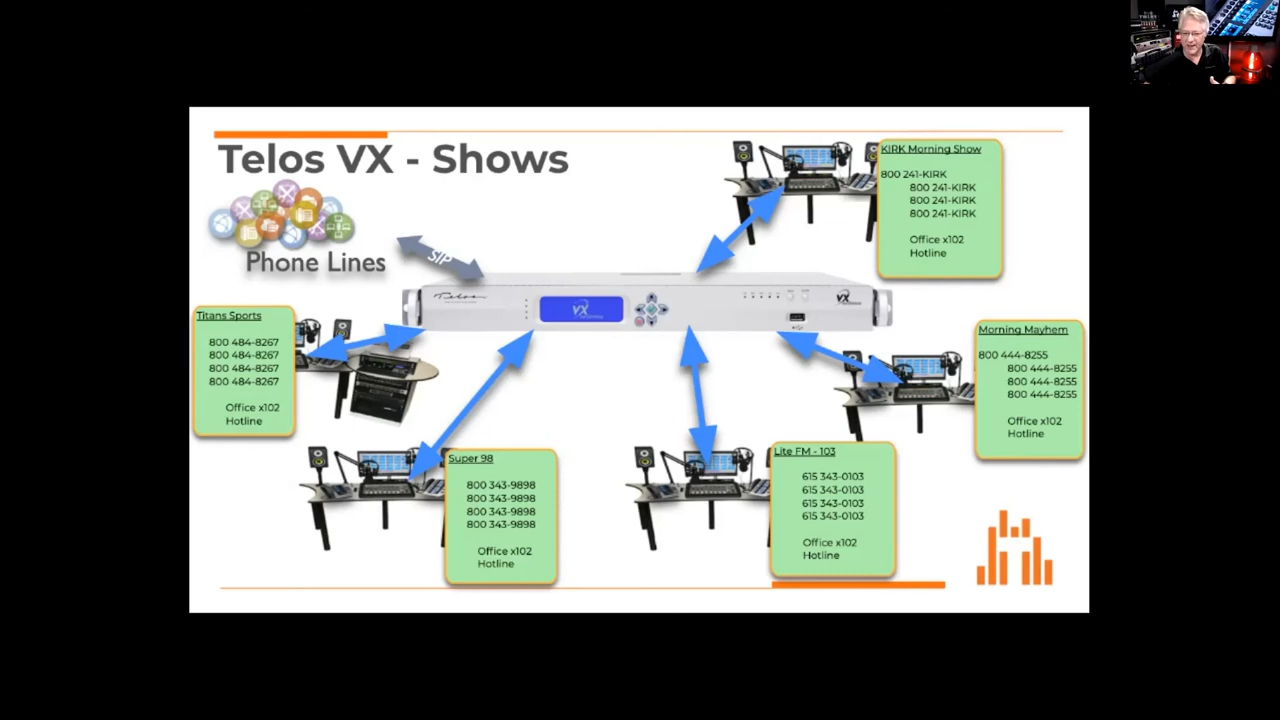 Telos VX - Shows
Phone Lines
SIP
Telos
VX
VX
KIRK Morning Show
800 241-KIRK
800 241-KIRK
800 241-KIRK
800 241-KIRK
Office x102
Hotline
Titans Sports
800 484-8267
800 484-8267
800 484-8267
800 484-8267
Office x102
Hotline
Morning Mayhem
800 444-8255
800 444-8255
800 444-8255
800 444-8255
Office x102
Hotline
Super 98
800 343-9898
800 343-9898
800 343-9898
800 343-9898
Office x102
Hotline
Lite FM - 103
615 343-0103
615 343-0103
615 343-0103
615 343-0103
Office x102
Hotline